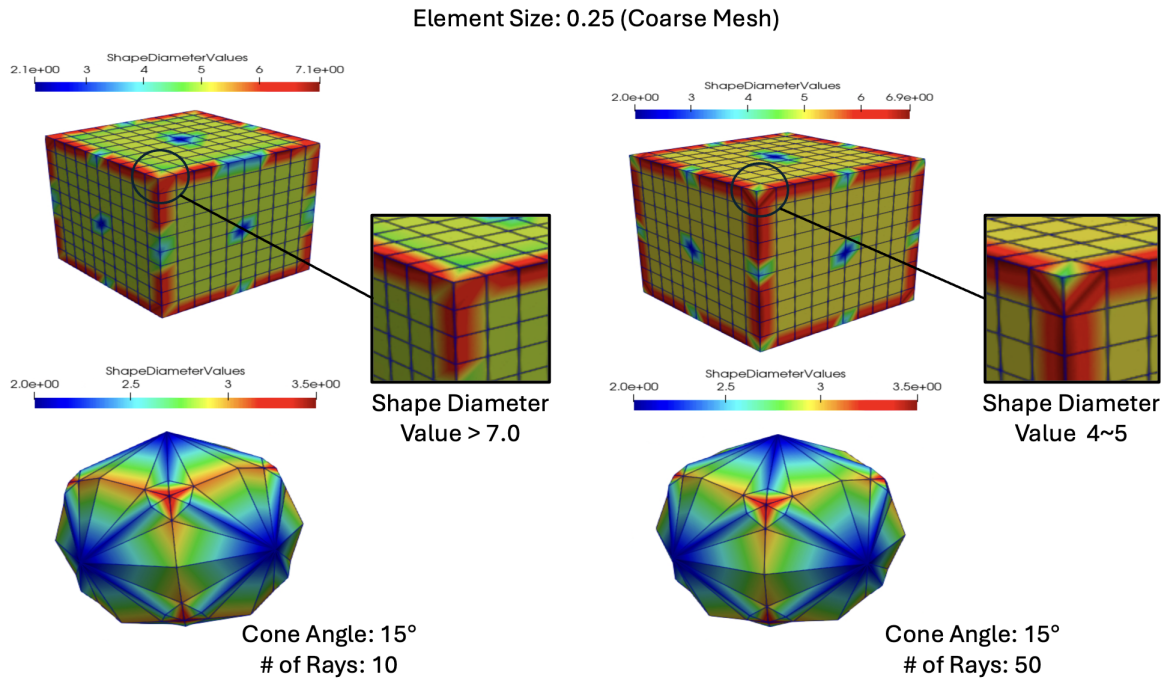 Element Size: 0.25 (Coarse Mesh)
ShapeDiameterValues
2.1e+00 3 4 5 6 7.1e+00
ShapeDiameterValues
2.0e+00 3 4 5 6 6.9e+00
Shape Diameter
Value > 7.0
Shape Diameter
Value 4~5
ShapeDiameterValues
2.0e+00 2.5 3 3.5e+00
ShapeDiameterValues
2.0e+00 2.5 3 3.5e+00
Cone Angle: 15°
# of Rays: 10
Cone Angle: 15°
# of Rays: 50